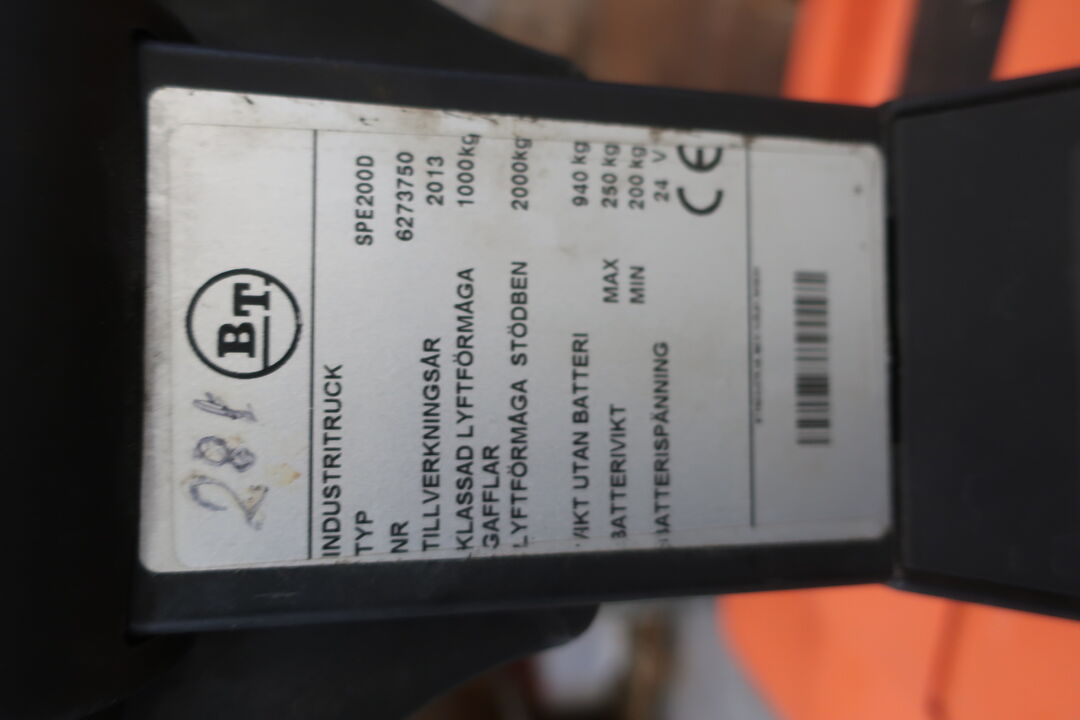 281
BT
INDUSTRITRUCK
TYP SPE200D
NR 6273750
TILLVERKNINGSÅR 2013
KLASSAD LYFTFÖRMÅGA 1000kg
GAFFLAR
LYFTFÖRMÅGA STÖDBEN 2000kg
VIKT UTAN BATTERI 940 kg
BATTERIVIKT MAX 250 kg
MIN 200 kg
BATTERISPÄNNING 24 V
CE